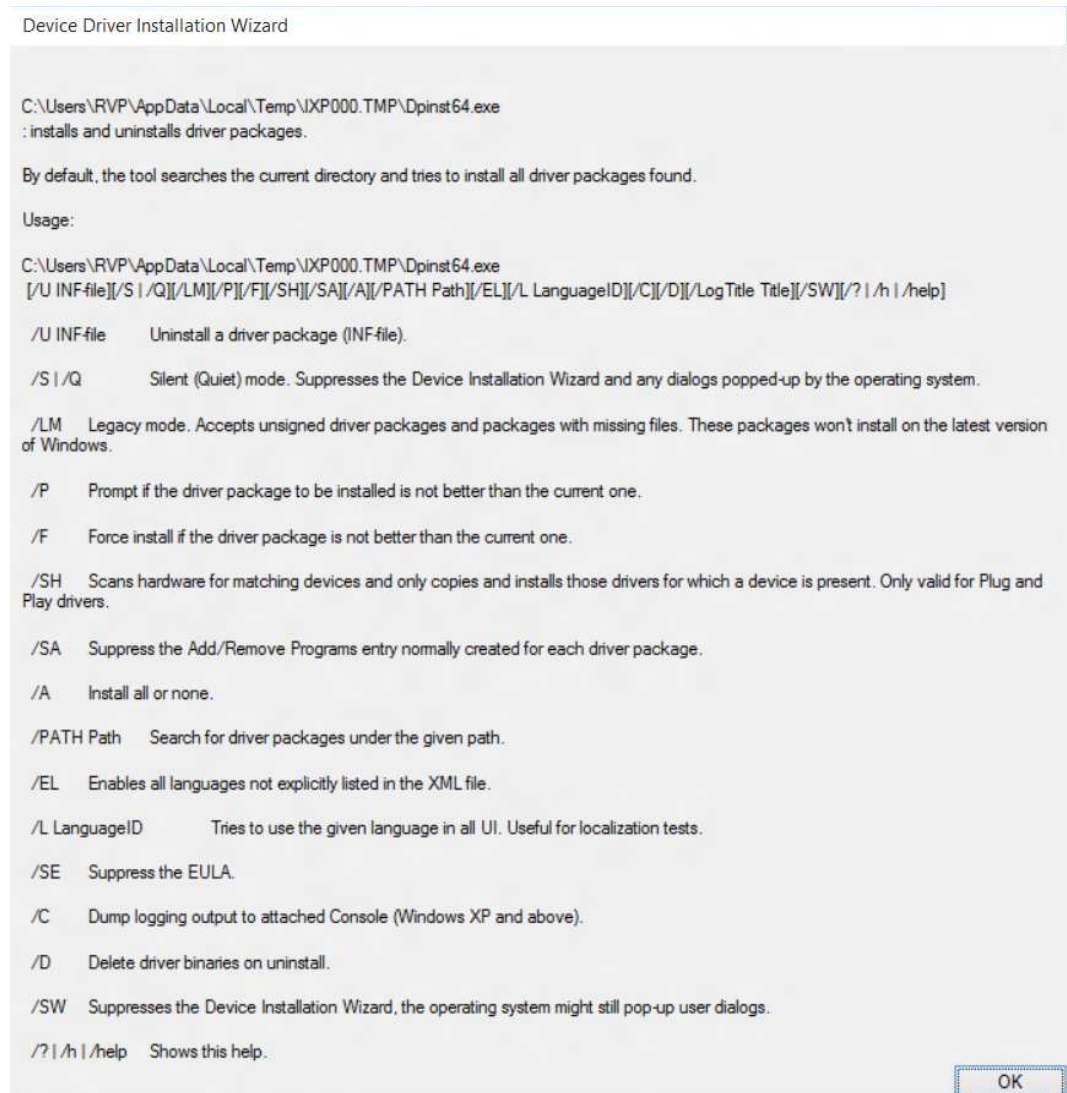 Device Driver Installation Wizard
C:\Users\RVP\AppData\Local\Temp\IXP000.TMP\Dpinst64.exe
: installs and uninstalls driver packages.
By default, the tool searches the current directory and tries to install all driver packages found.
Usage:
C:\Users\RVP\AppData\Local\Temp\IXP000.TMP\Dpinst64.exe
[/U INF-file][/S | /Q][/LM][/P][/F][/SH][/SA][/A][/PATH Path][/EL][/L LanguageID][/C][/D][/LogTitle Title][/SW][/? | /h | /help]
/U INF-file Uninstall a driver package (INF-file).
/S | /Q Silent (Quiet) mode. Suppresses the Device Installation Wizard and any dialogs popped-up by the operating system.
/LM Legacy mode. Accepts unsigned driver packages and packages with missing files. These packages won't install on the latest version
of Windows.
/P Prompt if the driver package to be installed is not better than the current one.
/F Force install if the driver package is not better than the current one.
/SH Scans hardware for matching devices and only copies and installs those drivers for which a device is present. Only valid for Plug and
Play drivers.
/SA Suppress the Add/Remove Programs entry normally created for each driver package.
/A Install all or none.
/PATH Path Search for driver packages under the given path.
/EL Enables all languages not explicitly listed in the XML file.
/L LanguageID Tries to use the given language in all UI. Useful for localization tests.
/SE Suppress the EULA.
/C Dump logging output to attached Console (Windows XP and above).
/D Delete driver binaries on uninstall.
/SW Suppresses the Device Installation Wizard, the operating system might still pop-up user dialogs.
/? | /h | /help Shows this help.
OK